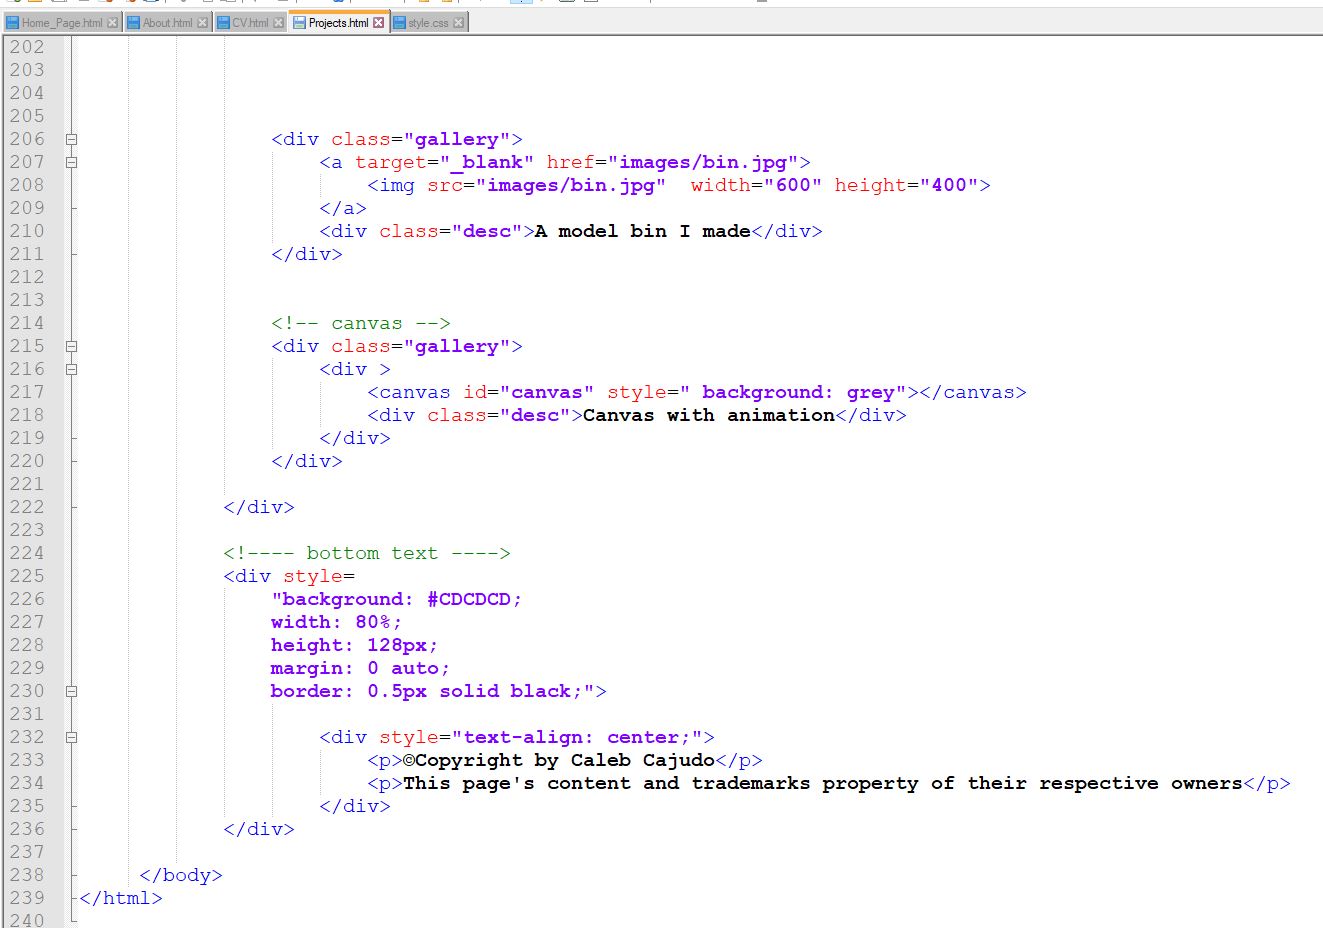 Home_Page.html About.html CV.html Projects.html style.css
202
203
204
205
206 <div class="gallery">
207 <a target="_blank" href="images/bin.jpg">
208 <img src="images/bin.jpg"  width="600" height="400">
209 </a>
210 <div class="desc">A model bin I made</div>
211 </div>
212
213
214 <!-- canvas -->
215 <div class="gallery">
216 <div >
217 <canvas id="canvas" style=" background: grey"></canvas>
218 <div class="desc">Canvas with animation</div>
219 </div>
220 </div>
221
222 </div>
223
224 <!---- bottom text ---->
225 <div style=
226 "background: #CDCDCD;
227 width: 80%;
228 height: 128px;
229 margin: 0 auto;
230 border: 0.5px solid black;">
231
232 <div style="text-align: center;">
233 <p>©Copyright by Caleb Cajudo</p>
234 <p>This page's content and trademarks property of their respective owners</p>
235 </div>
236 </div>
237
238 </body>
239 </html>
240